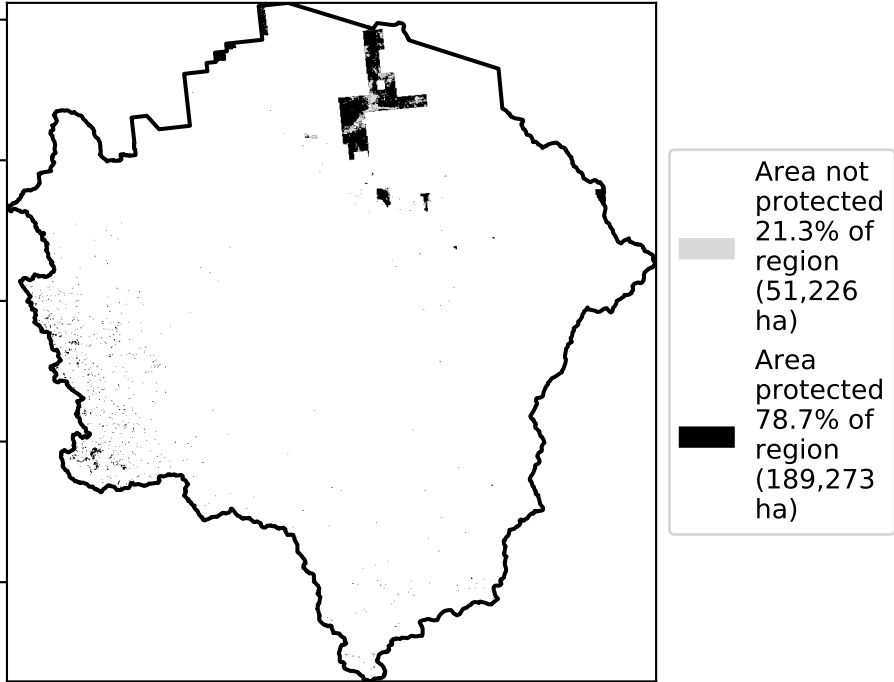 Area not
protected
21.3% of
region
(51,226
ha)
Area
protected
78.7% of
region
(189,273
ha)